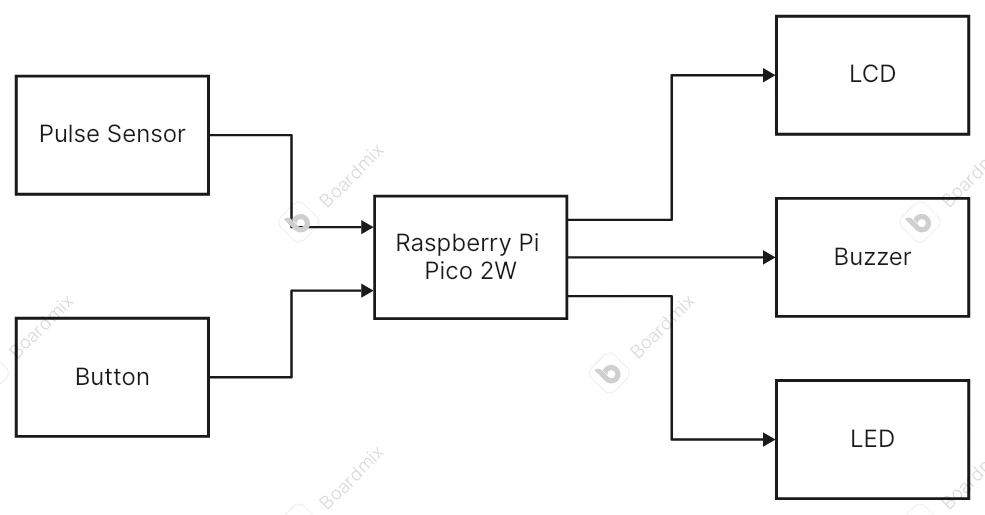 LCD
Pulse Sensor
Boardmix
Boardmix
Raspberry Pi
Pico 2W
Buzzer
Boardmix
Boardmix
Button
LED
Boardmix
Boardmix